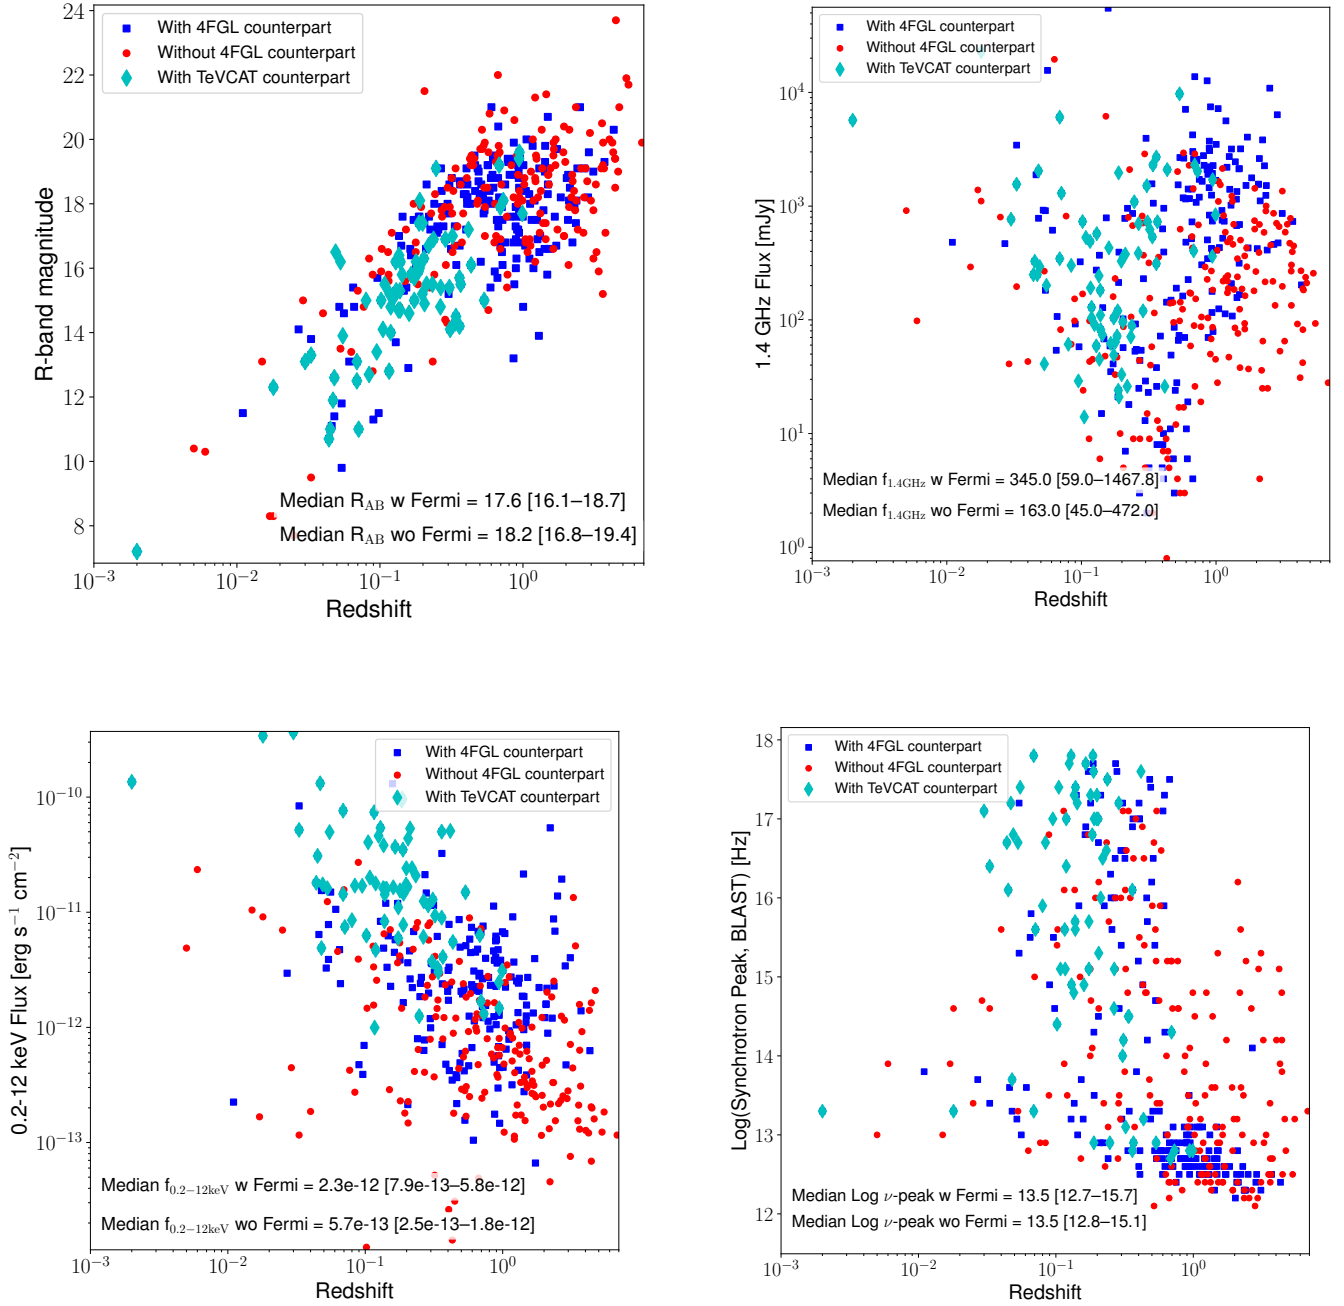 With 4FGL counterpart
Without 4FGL counterpart
With TeVCAT counterpart
24
22
20
18
16
14
12
10
8
R-band magnitude
Median R_AB w Fermi = 17.6 [16.1–18.7]
Median R_AB wo Fermi = 18.2 [16.8–19.4]
10^−3
10^−2
10^−1
10^0
Redshift
With 4FGL counterpart
Without 4FGL counterpart
With TeVCAT counterpart
10^4
10^3
10^2
10^1
10^0
1.4 GHz Flux [mJy]
Median f_1.4GHz w Fermi = 345.0 [59.0–1467.8]
Median f_1.4GHz wo Fermi = 163.0 [45.0–472.0]
10^−3
10^−2
10^−1
10^0
Redshift
With 4FGL counterpart
Without 4FGL counterpart
With TeVCAT counterpart
10^−10
10^−11
10^−12
10^−13
0.2-12 keV Flux [erg s^−1 cm^−2]
Median f_0.2−12keV w Fermi = 2.3e-12 [7.9e-13–5.8e-12]
Median f_0.2−12keV wo Fermi = 5.7e-13 [2.5e-13–1.8e-12]
10^−3
10^−2
10^−1
10^0
Redshift
With 4FGL counterpart
Without 4FGL counterpart
With TeVCAT counterpart
18
17
16
15
14
13
12
Log(Synchrotron Peak, BLAST) [Hz]
Median Log ν-peak w Fermi = 13.5 [12.7–15.7]
Median Log ν-peak wo Fermi = 13.5 [12.8–15.1]
10^−3
10^−2
10^−1
10^0
Redshift